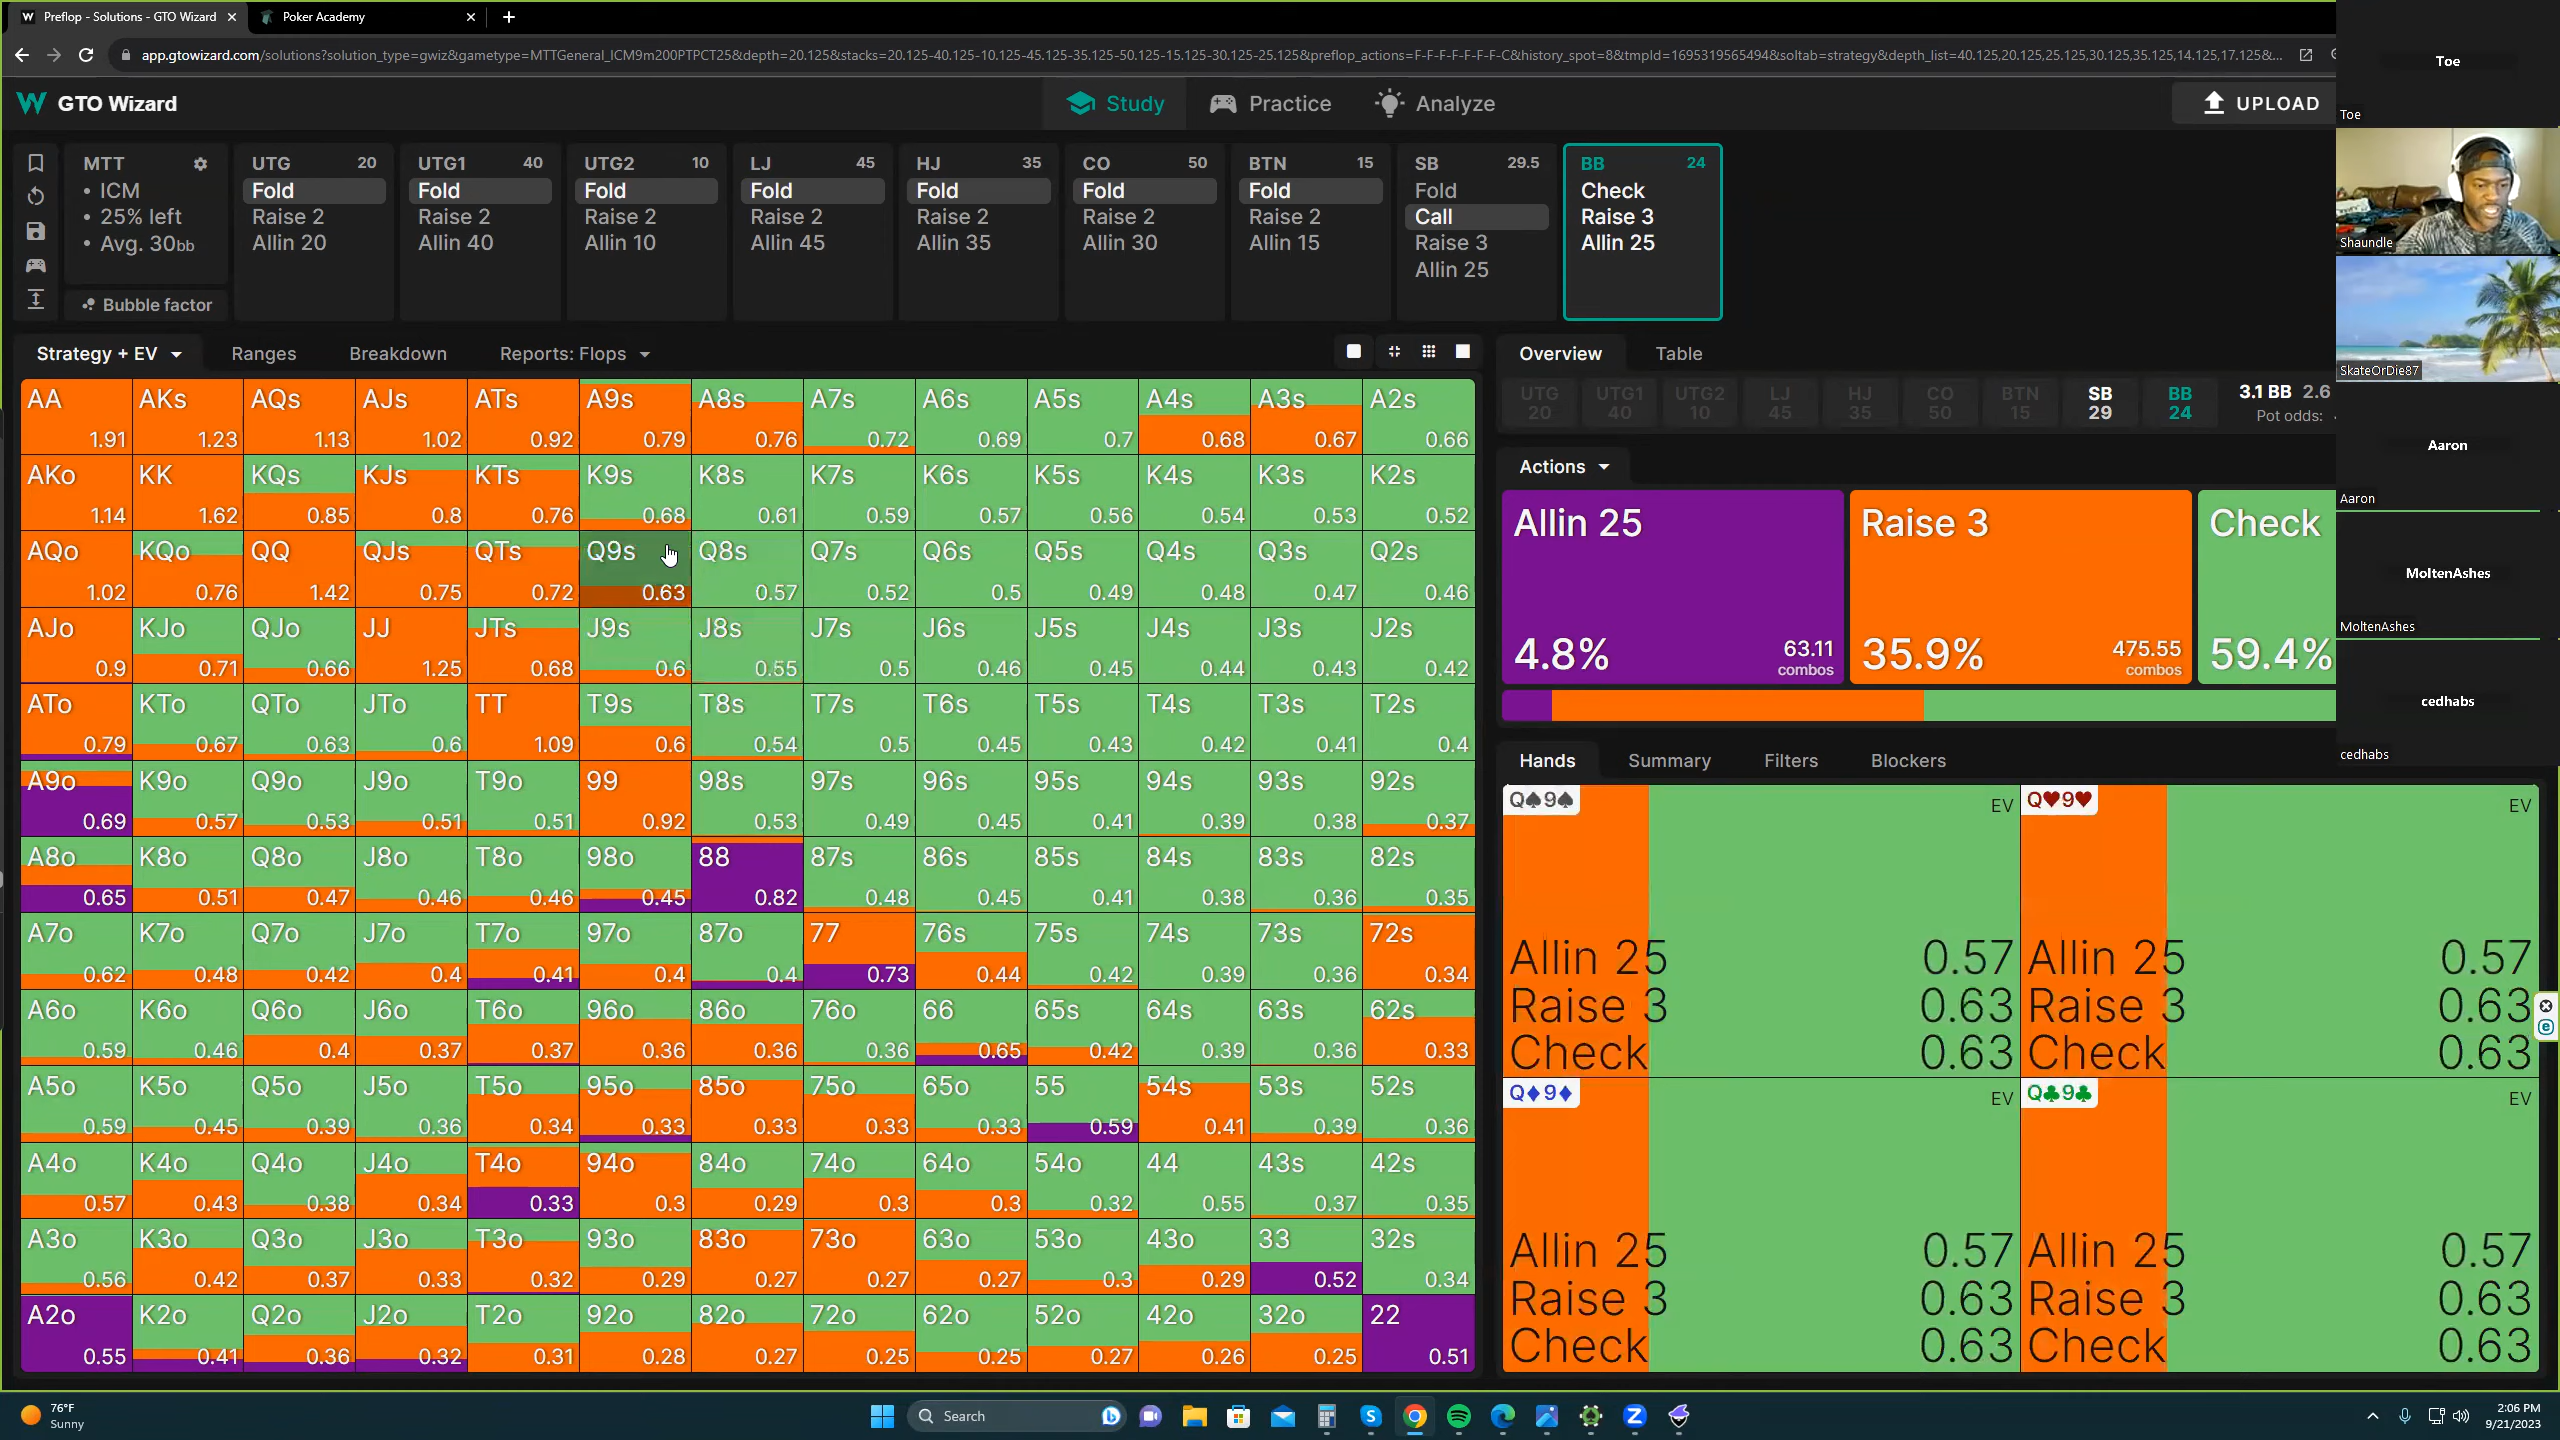 Preflop - Solutions - GTO Wizard
Poker Academy
app.gtowizard.com/solutions?solution_type=gwiz&gametype=MTTGeneral_ICM9m200PTPCT25&depth=20.125&stacks=20.125-40.125-10.125-45.125-35.125-50.125-15.125-30.125-25.125&preflop_actions=F-F-F-F-F-F-F-C&history_spot=8&tmpId=1695319565494&soltab=strategy&depth_list=40.125,20.125,25.125,30.125,35.125,14.125,17.125&...
GTO Wizard
Study
Practice
Analyze
UPLOAD
MTT
• ICM
• 25% left
• Avg. 30bb
Bubble factor
UTG 20
Fold
Raise 2
Allin 20
UTG1 40
Fold
Raise 2
Allin 40
UTG2 10
Fold
Raise 2
Allin 10
LJ 45
Fold
Raise 2
Allin 45
HJ 35
Fold
Raise 2
Allin 35
CO 50
Fold
Raise 2
Allin 30
BTN 15
Fold
Raise 2
Allin 15
SB 29.5
Fold
Call
Raise 3
Allin 25
BB 24
Check
Raise 3
Allin 25
Strategy + EV
Ranges
Breakdown
Reports: Flops
AA AKs AQs AJs ATs A9s A8s A7s A6s A5s A4s A3s A2s
1.91 1.23 1.13 1.02 0.92 0.79 0.76 0.72 0.69 0.7 0.68 0.67 0.66
AKo KK KQs KJs KTs K9s K8s K7s K6s K5s K4s K3s K2s
1.14 1.62 0.85 0.8 0.76 0.68 0.61 0.59 0.57 0.56 0.54 0.53 0.52
AQo KQo QQ QJs QTs Q9s Q8s Q7s Q6s Q5s Q4s Q3s Q2s
1.02 0.76 1.42 0.75 0.72 0.63 0.57 0.52 0.5 0.49 0.48 0.47 0.46
AJo KJo QJo JJ JTs J9s J8s J7s J6s J5s J4s J3s J2s
0.9 0.71 0.66 1.25 0.68 0.6 0.55 0.5 0.46 0.45 0.44 0.43 0.42
ATo KTo QTo JTo TT T9s T8s T7s T6s T5s T4s T3s T2s
0.79 0.67 0.63 0.6 1.09 0.6 0.54 0.5 0.45 0.43 0.42 0.41 0.4
A9o K9o Q9o J9o T9o 99 98s 97s 96s 95s 94s 93s 92s
0.69 0.57 0.53 0.51 0.51 0.92 0.53 0.49 0.45 0.41 0.39 0.38 0.37
A8o K8o Q8o J8o T8o 98o 88 87s 86s 85s 84s 83s 82s
0.65 0.51 0.47 0.46 0.46 0.45 0.82 0.48 0.45 0.41 0.38 0.36 0.35
A7o K7o Q7o J7o T7o 97o 87o 77 76s 75s 74s 73s 72s
0.62 0.48 0.42 0.4 0.41 0.4 0.4 0.73 0.44 0.42 0.39 0.36 0.34
A6o K6o Q6o J6o T6o 96o 86o 76o 66 65s 64s 63s 62s
0.59 0.46 0.4 0.37 0.37 0.36 0.36 0.36 0.65 0.42 0.39 0.36 0.33
A5o K5o Q5o J5o T5o 95o 85o 75o 65o 55 54s 53s 52s
0.59 0.45 0.39 0.36 0.34 0.33 0.33 0.33 0.33 0.59 0.41 0.39 0.36
A4o K4o Q4o J4o T4o 94o 84o 74o 64o 54o 44 43s 42s
0.57 0.43 0.38 0.34 0.33 0.3 0.29 0.3 0.3 0.32 0.55 0.37 0.35
A3o K3o Q3o J3o T3o 93o 83o 73o 63o 53o 43o 33 32s
0.56 0.42 0.37 0.33 0.32 0.29 0.27 0.27 0.27 0.3 0.29 0.52 0.34
A2o K2o Q2o J2o T2o 92o 82o 72o 62o 52o 42o 32o 22
0.55 0.41 0.36 0.32 0.31 0.28 0.27 0.25 0.25 0.27 0.26 0.25 0.51
Overview
Table
UTG UTG1 UTG2 LJ HJ CO BTN SB BB
20 40 10 45 35 50 15 29 24
3.1 BB 2.6
Pot odds:
Actions
Allin 25
4.8%
63.11
combos
Raise 3
35.9%
475.55
combos
Check
59.4%
Hands
Summary
Filters
Blockers
Q♠9♠ EV Q♥9♥ EV
Allin 25 0.57 Allin 25 0.57
Raise 3 0.63 Raise 3 0.63
Check 0.63 Check 0.63
Q♦9♦ EV Q♣9♣ EV
Allin 25 0.57 Allin 25 0.57
Raise 3 0.63 Raise 3 0.63
Check 0.63 Check 0.63
Toe
Toe
Shaundle
SkateOrDie87
Aaron
Aaron
MoltenAshes
MoltenAshes
cedhabs
cedhabs
76°F
Sunny
Search
2:06 PM
9/21/2023